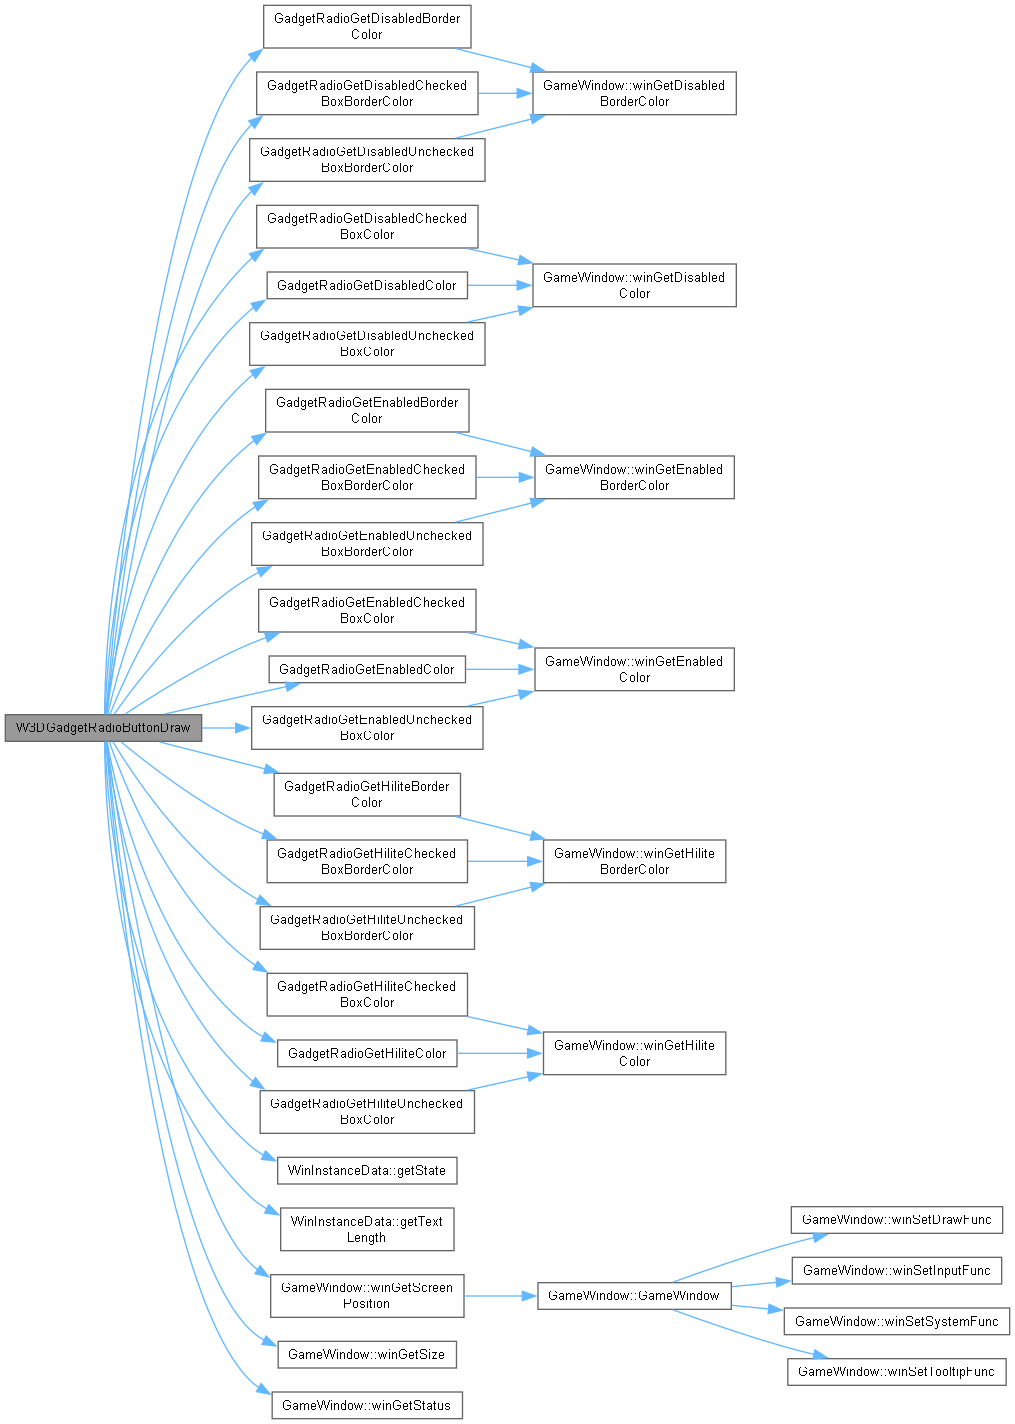 GadgetRadioGetDisabledBorder
Color
GadgetRadioGetDisabledChecked
BoxBorderColor
GadgetRadioGetDisabledUnchecked
BoxBorderColor
GadgetRadioGetDisabledChecked
BoxColor
GadgetRadioGetDisabledColor
GadgetRadioGetDisabledUnchecked
BoxColor
GadgetRadioGetEnabledBorder
Color
GadgetRadioGetEnabledChecked
BoxBorderColor
GadgetRadioGetEnabledUnchecked
BoxBorderColor
GadgetRadioGetEnabledChecked
BoxColor
GadgetRadioGetEnabledColor
GadgetRadioGetEnabledUnchecked
BoxColor
W3DGadgetRadioButtonDraw
GadgetRadioGetHiliteBorder
Color
GadgetRadioGetHiliteChecked
BoxBorderColor
GadgetRadioGetHiliteUnchecked
BoxBorderColor
GadgetRadioGetHiliteChecked
BoxColor
GadgetRadioGetHiliteColor
GadgetRadioGetHiliteUnchecked
BoxColor
WinInstanceData::getState
WinInstanceData::getText
Length
GameWindow::winGetScreen
Position
GameWindow::winGetSize
GameWindow::winGetStatus
GameWindow::winGetDisabled
BorderColor
GameWindow::winGetDisabled
Color
GameWindow::winGetEnabled
BorderColor
GameWindow::winGetEnabled
Color
GameWindow::winGetHilite
BorderColor
GameWindow::winGetHilite
Color
GameWindow::GameWindow
GameWindow::winSetDrawFunc
GameWindow::winSetInputFunc
GameWindow::winSetSystemFunc
GameWindow::winSetTooltipFunc